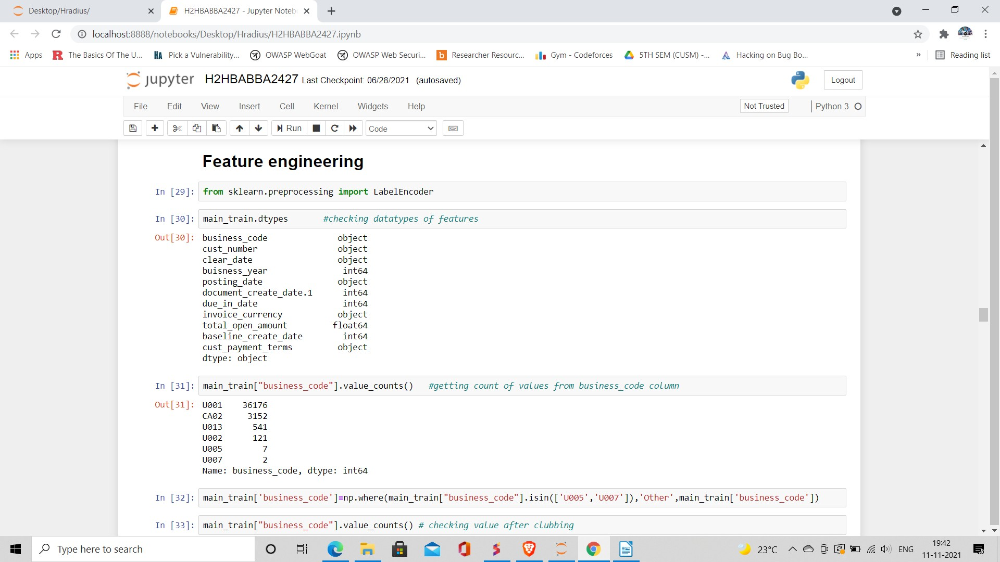 Desktop/Hradius/
H2HBABBA2427 - Jupyter Noteb
localhost:8888/notebooks/Desktop/Hradius/H2HBABBA2427.ipynb
Apps The Basics Of The U... Pick a Vulnerability... OWASP WebGoat OWASP Web Securi... Researcher Resourc... Gym - Codeforces 5TH SEM (CUSM) -... Hacking on Bug Bo... » Reading list
jupyter H2HBABBA2427 Last Checkpoint: 06/28/2021 (autosaved) Logout
File Edit View Insert Cell Kernel Widgets Help Not Trusted Python 3
Run Code
Feature engineering
In [29]: from sklearn.preprocessing import LabelEncoder
In [30]: main_train.dtypes #checking datatypes of features
Out[30]: business_code object
cust_number object
clear_date object
buisness_year int64
posting_date object
document_create_date.1 int64
due_in_date int64
invoice_currency object
total_open_amount float64
baseline_create_date int64
cust_payment_terms object
dtype: object
In [31]: main_train["business_code"].value_counts() #getting count of values from business_code column
Out[31]: U001 36176
CA02 3152
U013 541
U002 121
U005 7
U007 2
Name: business_code, dtype: int64
In [32]: main_train['business_code']=np.where(main_train["business_code"].isin(['U005','U007']),'Other',main_train['business_code'])
In [33]: main_train["business_code"].value_counts() # checking value after clubbing
Type here to search 23°C ENG
19:42
11-11-2021